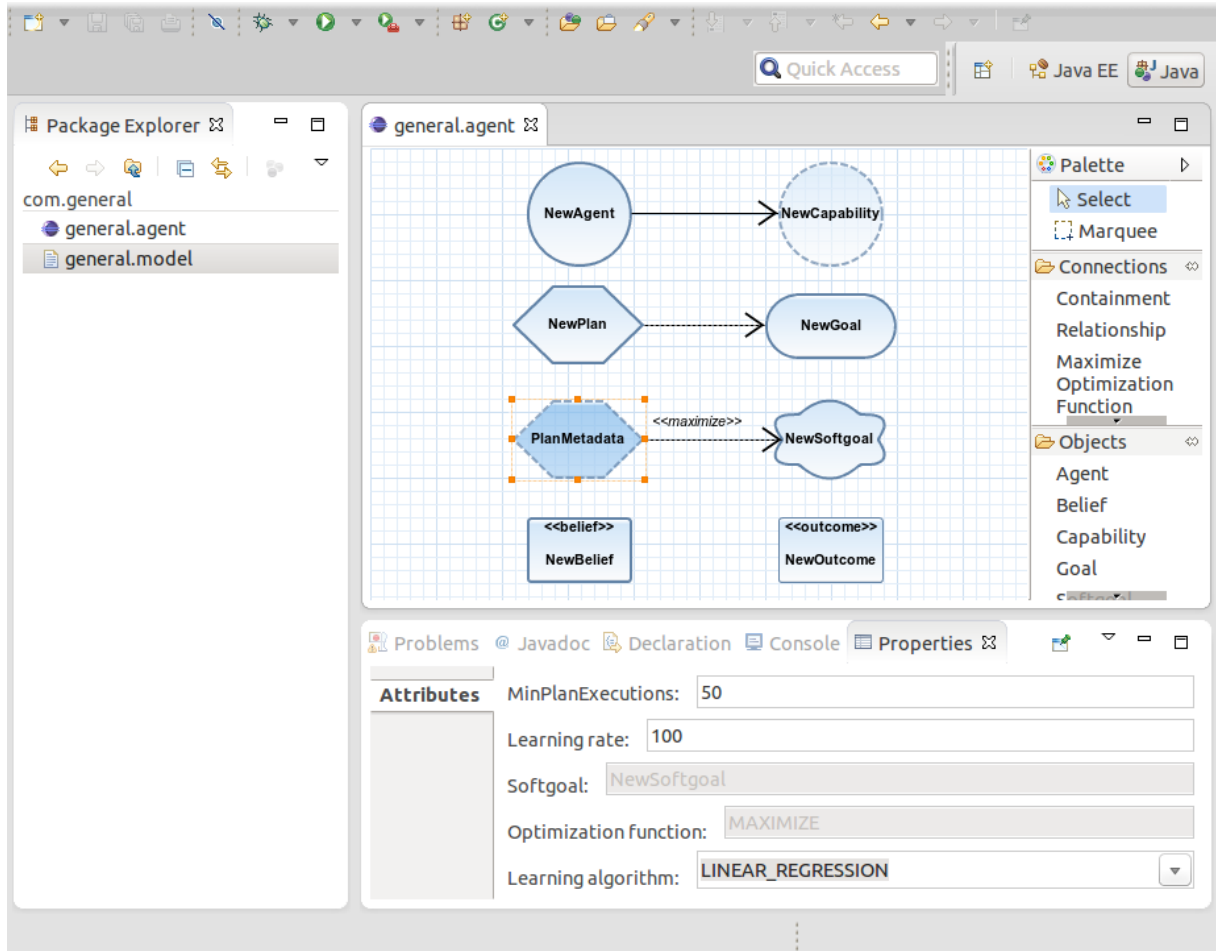 Quick Access
Java EE
Java
Package Explorer
com.general
general.agent
general.model
general.agent
NewAgent
NewCapability
NewPlan
NewGoal
PlanMetadata
<<maximize>>
NewSoftgoal
<<belief>>
NewBelief
<<outcome>>
NewOutcome
Palette
Select
Marquee
Connections
Containment
Relationship
Maximize
Optimization
Function
Objects
Agent
Belief
Capability
Goal
Softgoal
Problems
@ Javadoc
Declaration
Console
Properties
Attributes
MinPlanExecutions: 50
Learning rate: 100
Softgoal: NewSoftgoal
Optimization function: MAXIMIZE
Learning algorithm: LINEAR_REGRESSION